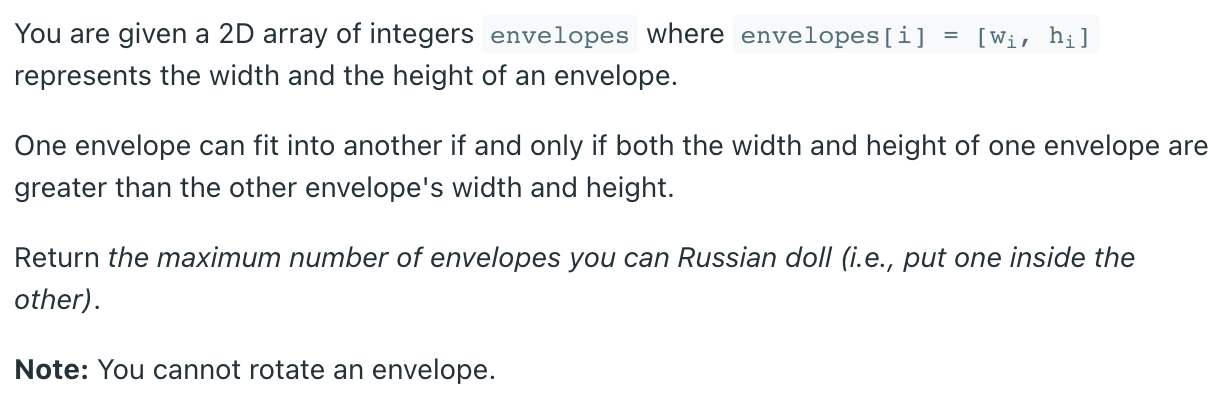 You are given a 2D array of integers envelopes where envelopes[i] = [wi, hi]
represents the width and the height of an envelope.
One envelope can fit into another if and only if both the width and height of one envelope are
greater than the other envelope's width and height.
Return the maximum number of envelopes you can Russian doll (i.e., put one inside the
other).
Note: You cannot rotate an envelope.